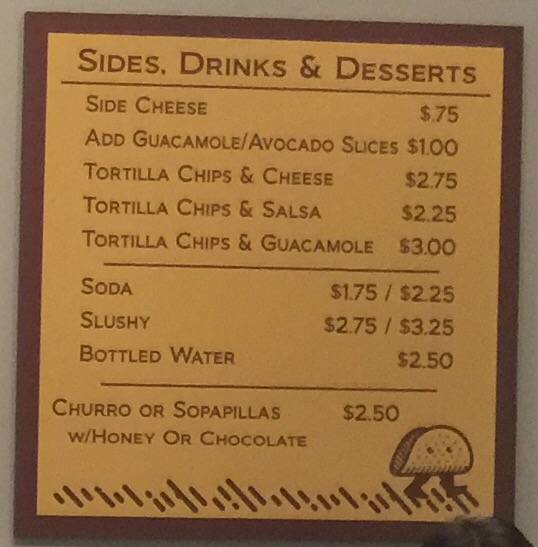 SIDES, DRINKS & DESSERTS
SIDE CHEESE $.75
ADD GUACAMOLE/AVOCADO SLICES $1.00
TORTILLA CHIPS & CHEESE $2.75
TORTILLA CHIPS & SALSA $2.25
TORTILLA CHIPS & GUACAMOLE $3.00
SODA $1.75 / $2.25
SLUSHY $2.75 / $3.25
BOTTLED WATER $2.50
CHURRO OR SOPAPILLAS $2.50
W/HONEY OR CHOCOLATE